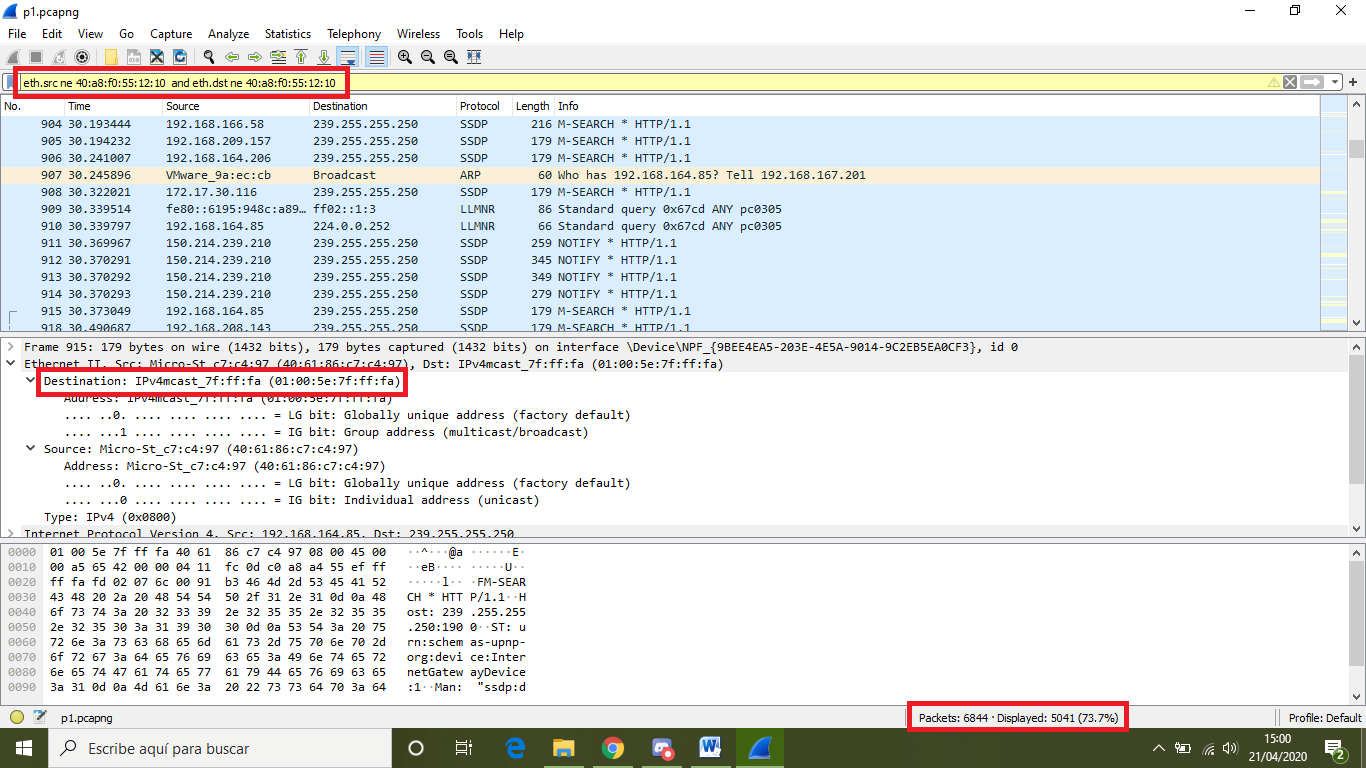 p1.pcapng
File Edit View Go Capture Analyze Statistics Telephony Wireless Tools Help
eth.src ne 40:a8:f0:55:12:10 and eth.dst ne 40:a8:f0:55:12:10
No. Time Source Destination Protocol Length Info
904 30.193444 192.168.166.58 239.255.255.250 SSDP 216 M-SEARCH * HTTP/1.1
905 30.194232 192.168.209.157 239.255.255.250 SSDP 179 M-SEARCH * HTTP/1.1
906 30.241007 192.168.164.206 239.255.255.250 SSDP 179 M-SEARCH * HTTP/1.1
907 30.245896 VMware_9a:ec:cb Broadcast ARP 60 Who has 192.168.164.85? Tell 192.168.167.201
908 30.322021 172.17.30.116 239.255.255.250 SSDP 179 M-SEARCH * HTTP/1.1
909 30.339514 fe80::6195:948c:a89… ff02::1:3 LLMNR 86 Standard query 0x67cd ANY pc0305
910 30.339797 192.168.164.85 224.0.0.252 LLMNR 66 Standard query 0x67cd ANY pc0305
911 30.369967 150.214.239.210 239.255.255.250 SSDP 259 NOTIFY * HTTP/1.1
912 30.370291 150.214.239.210 239.255.255.250 SSDP 345 NOTIFY * HTTP/1.1
913 30.370292 150.214.239.210 239.255.255.250 SSDP 349 NOTIFY * HTTP/1.1
914 30.370293 150.214.239.210 239.255.255.250 SSDP 279 NOTIFY * HTTP/1.1
915 30.373049 192.168.164.85 239.255.255.250 SSDP 179 M-SEARCH * HTTP/1.1
918 30.490687 192.168.208.143 239.255.255.250 SSDP 179 M-SEARCH * HTTP/1.1
Frame 915: 179 bytes on wire (1432 bits), 179 bytes captured (1432 bits) on interface \Device\NPF_{9BEE4EA5-203E-4E5A-9014-9C2EB5EA0CF3}, id 0
Ethernet II, Src: Micro-St_c7:c4:97 (40:61:86:c7:c4:97), Dst: IPv4mcast_7f:ff:fa (01:00:5e:7f:ff:fa)
Destination: IPv4mcast_7f:ff:fa (01:00:5e:7f:ff:fa)
Address: IPv4mcast_7f:ff:fa (01:00:5e:7f:ff:fa)
.... ..0. .... .... .... .... = LG bit: Globally unique address (factory default)
.... ...1 .... .... .... .... = IG bit: Group address (multicast/broadcast)
Source: Micro-St_c7:c4:97 (40:61:86:c7:c4:97)
Address: Micro-St_c7:c4:97 (40:61:86:c7:c4:97)
.... ..0. .... .... .... .... = LG bit: Globally unique address (factory default)
.... ...0 .... .... .... .... = IG bit: Individual address (unicast)
Type: IPv4 (0x0800)
Internet Protocol Version 4, Src: 192.168.164.85, Dst: 239.255.255.250
0000 01 00 5e 7f ff fa 40 61 86 c7 c4 97 08 00 45 00 ··^···@a ······E·
0010 00 a5 65 42 00 00 04 11 fc 0d c0 a8 a4 55 ef ff ··eB···· ·····U··
0020 ff fa fd 02 07 6c 00 91 b3 46 4d 2d 53 45 41 52 ·····l·· ·FM-SEAR
0030 43 48 20 2a 20 48 54 54 50 2f 31 2e 31 0d 0a 48 CH * HTT P/1.1··H
0040 6f 73 74 3a 20 32 33 39 2e 32 35 35 2e 32 35 35 ost: 239 .255.255
0050 2e 32 35 30 3a 31 39 30 30 0d 0a 53 54 3a 20 75 .250:190 0··ST: u
0060 72 6e 3a 73 63 68 65 6d 61 73 2d 75 70 6e 70 2d rn:schem as-upnp-
0070 6f 72 67 3a 64 65 76 69 63 65 3a 49 6e 74 65 72 org:devi ce:Inter
0080 6e 65 74 47 61 74 65 77 61 79 44 65 76 69 63 65 netGatew ayDevice
0090 3a 31 0d 0a 4d 61 6e 3a 20 22 73 73 64 70 3a 64 :1··Man: "ssdp:d
p1.pcapng Packets: 6844 · Displayed: 5041 (73.7%) Profile: Default
Escribe aquí para buscar
15:00
21/04/2020
2